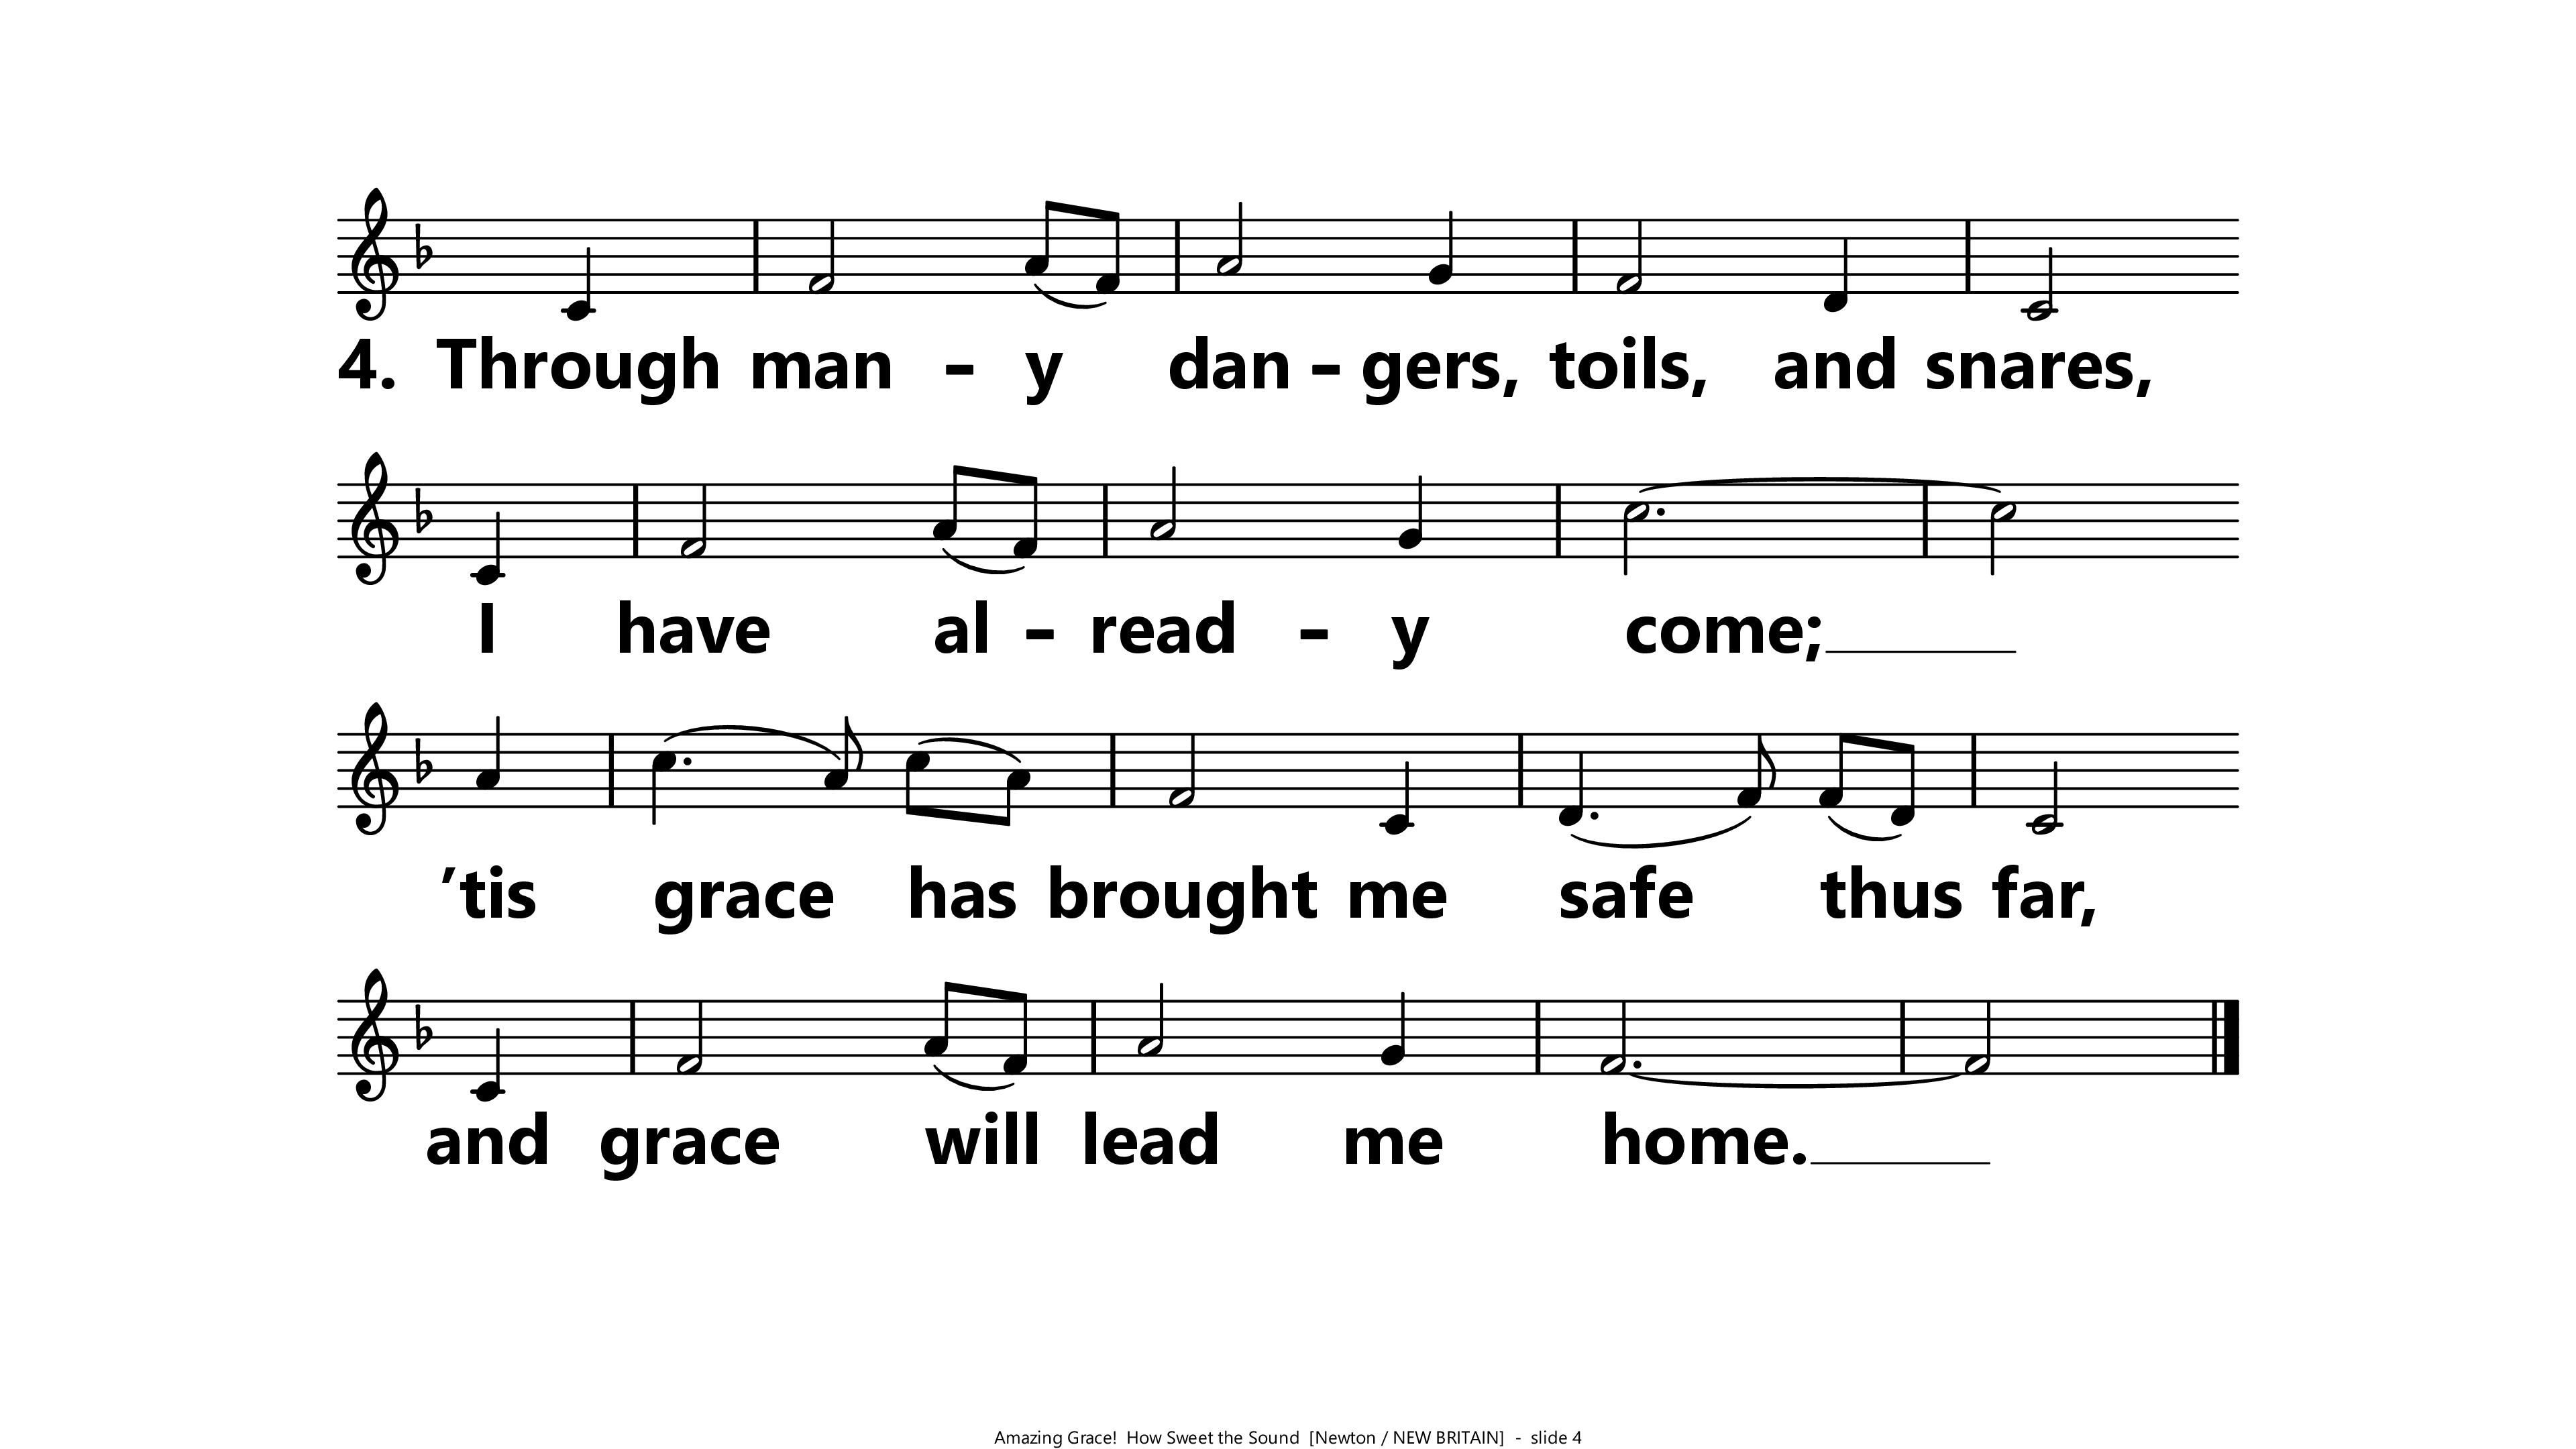 4. Through man – y dan – gers, toils, and snares,
I have al – read – y come;
’tis grace has brought me safe thus far,
and grace will lead me home.
Amazing Grace! How Sweet the Sound [Newton / NEW BRITAIN] - slide 4